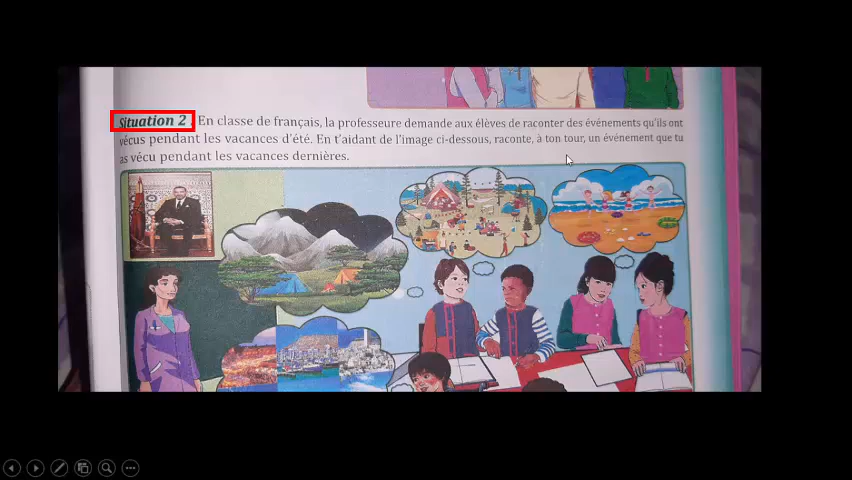 Situation 2 En classe de français, la professeure demande aux élèves de raconter des événements qu'ils ont
vécus pendant les vacances d'été. En t'aidant de l'image ci-dessous, raconte, à ton tour, un événement que tu
as vécu pendant les vacances dernières.